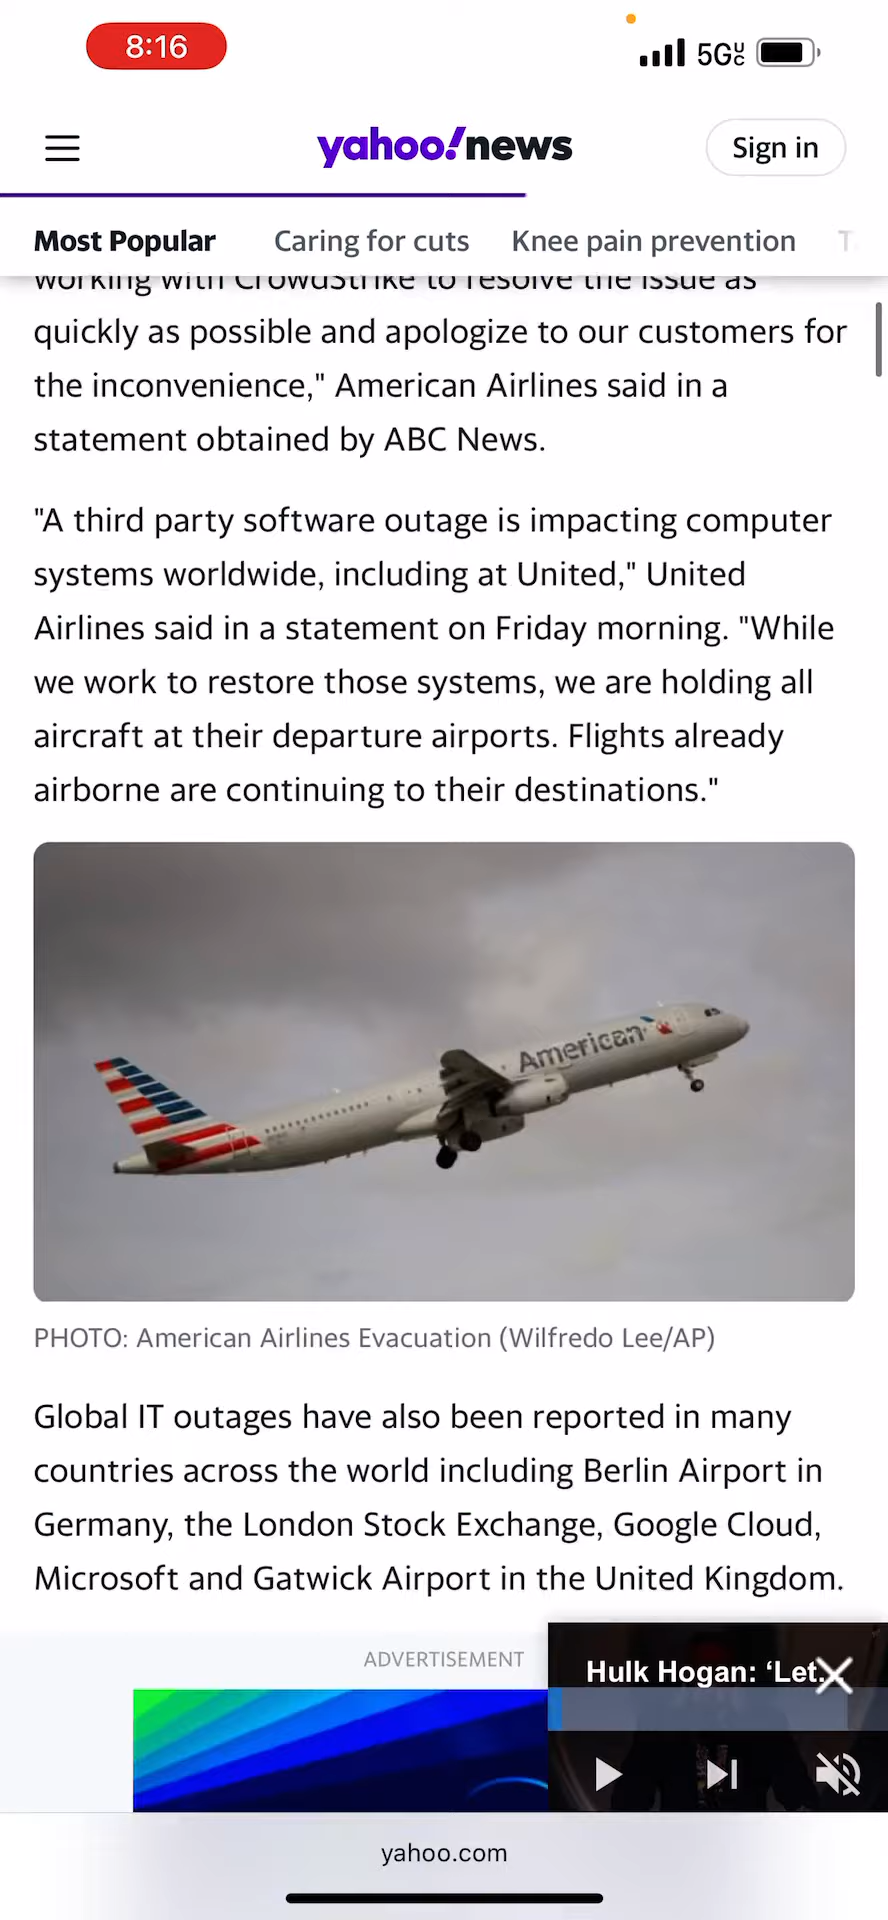 8:16
5GUC
yahoo!news
Sign in
Most Popular
Caring for cuts
Knee pain prevention
T
working with CrowdStrike to resolve the issue as
quickly as possible and apologize to our customers for
the inconvenience," American Airlines said in a
statement obtained by ABC News.
"A third party software outage is impacting computer
systems worldwide, including at United," United
Airlines said in a statement on Friday morning. "While
we work to restore those systems, we are holding all
aircraft at their departure airports. Flights already
airborne are continuing to their destinations."
American
PHOTO: American Airlines Evacuation (Wilfredo Lee/AP)
Global IT outages have also been reported in many
countries across the world including Berlin Airport in
Germany, the London Stock Exchange, Google Cloud,
Microsoft and Gatwick Airport in the United Kingdom.
ADVERTISEMENT
Hulk Hogan: ‘Let...
yahoo.com